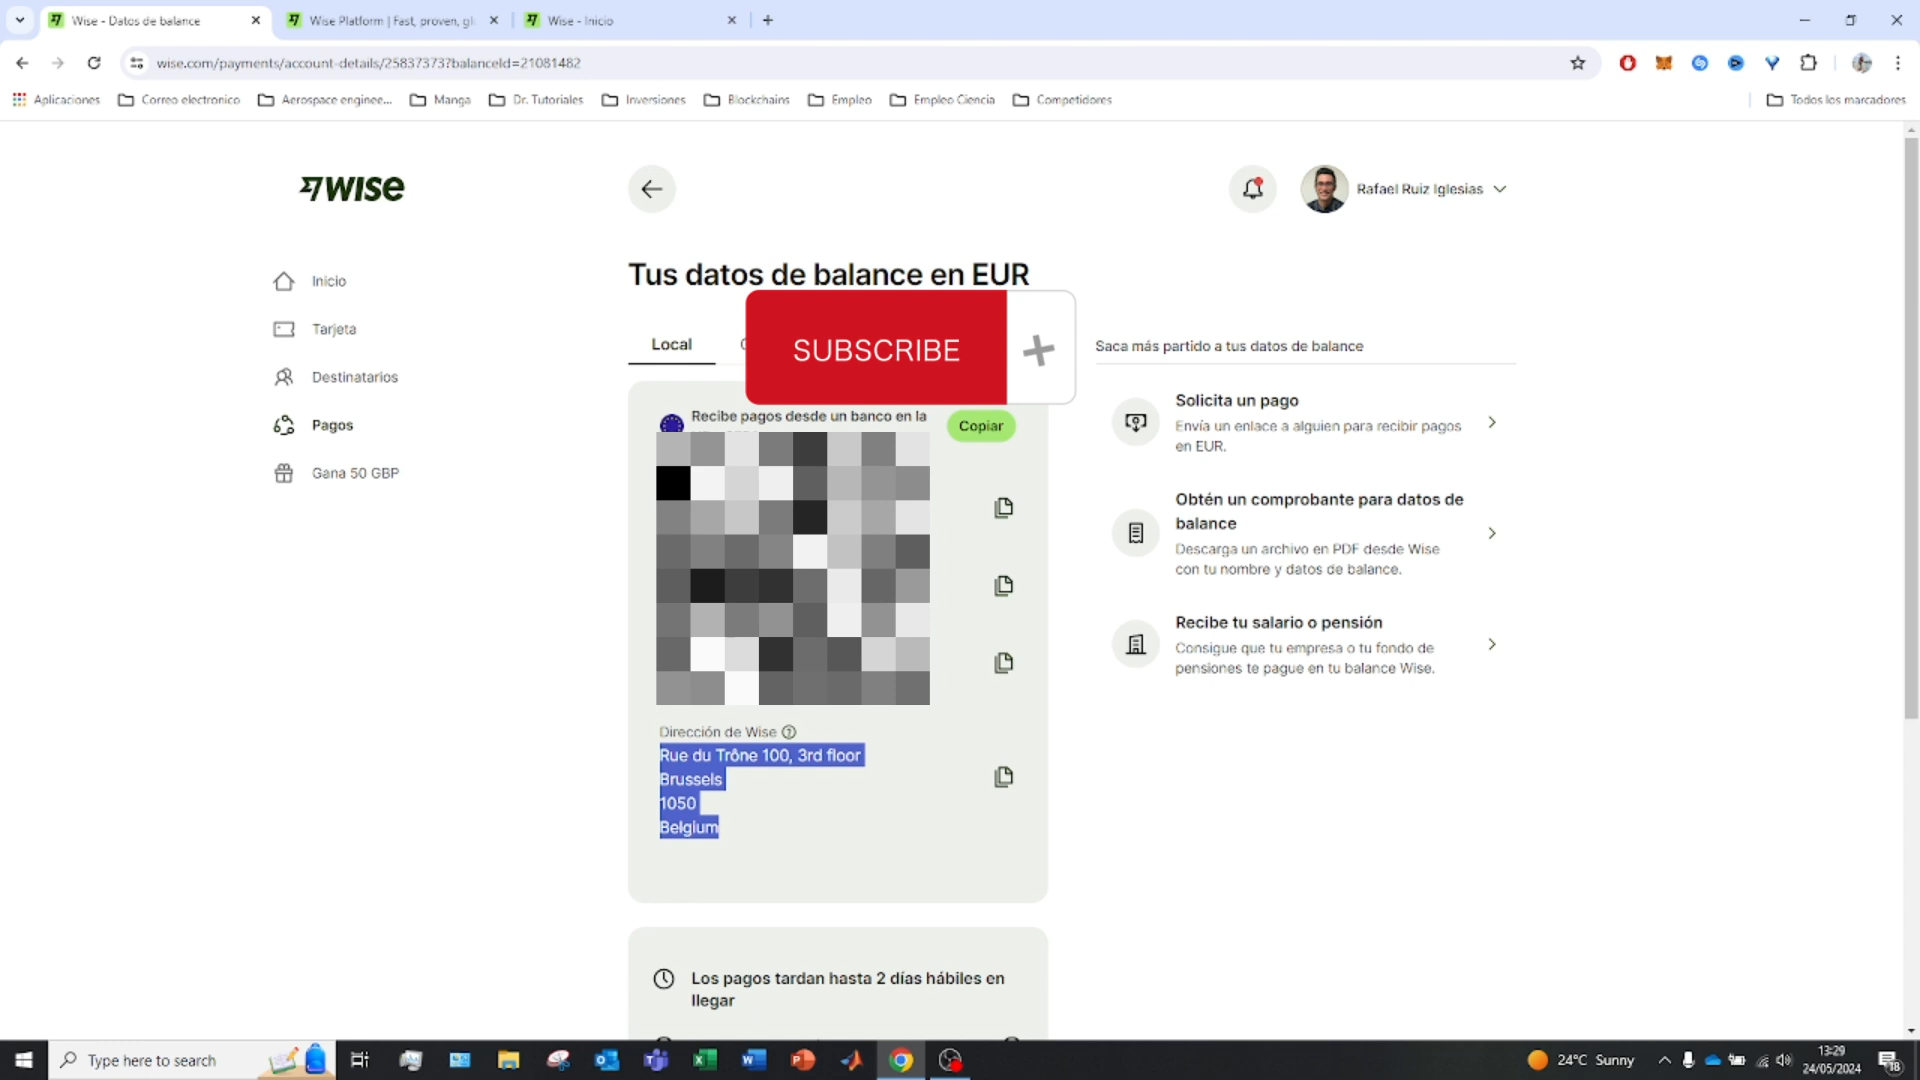 Wise - Datos de balance
Wise Platform | Fast, proven, gl
Wise - Inicio
wise.com/payments/account-details/25837373?balanceId=21081482
Aplicaciones
Correo electronico
Aerospace enginee...
Manga
Dr. Tutoriales
Inversiones
Blockchains
Empleo
Empleo Ciencia
Competidores
Todos los marcadores
WISE
Rafael Ruiz Iglesias
Inicio
Tarjeta
Destinatarios
Pagos
Gana 50 GBP
Tus datos de balance en EUR
Local
SUBSCRIBE
Recibe pagos desde un banco en la
Copiar
Dirección de Wise
Rue du Trône 100, 3rd floor
Brussels
1050
Belgium
Los pagos tardan hasta 2 días hábiles en
llegar
Saca más partido a tus datos de balance
Solicita un pago
Envía un enlace a alguien para recibir pagos
en EUR.
Obtén un comprobante para datos de
balance
Descarga un archivo en PDF desde Wise
con tu nombre y datos de balance.
Recibe tu salario o pensión
Consigue que tu empresa o tu fondo de
pensiones te pague en tu balance Wise.
Type here to search
24°C Sunny
13:29
24/05/2024
18